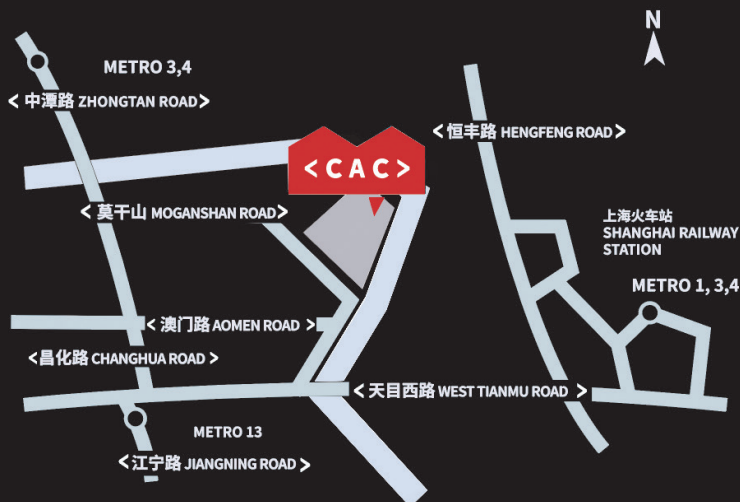 N
METRO 3,4
<中潭路 ZHONGTAN ROAD>
<恒丰路 HENGFENG ROAD>
<CAC>
<莫干山 MOGANSHAN ROAD>
上海火车站
SHANGHAI RAILWAY
STATION
METRO 1, 3,4
<澳门路 AOMEN ROAD>
<昌化路 CHANGHUA ROAD>
<天目西路 WEST TIANMU ROAD>
METRO 13
<江宁路 JIANGNING ROAD>